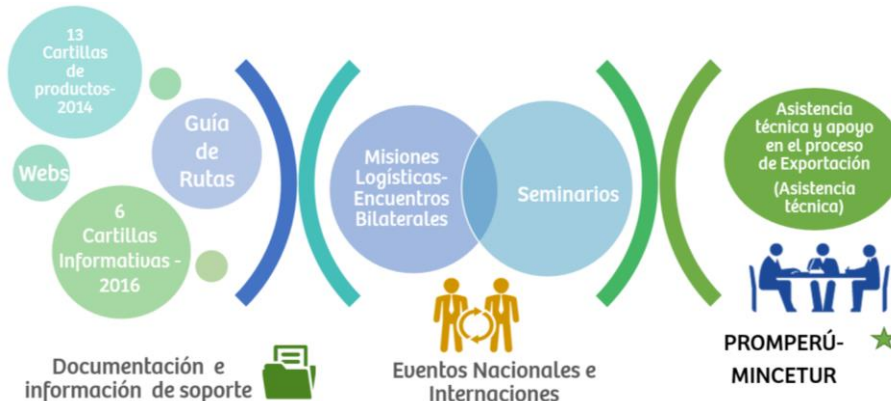 13
Cartillas
de
productos-
2014
Webs
Guía
de
Rutas
6
Cartillas
Informativas -
2016
Documentación e
información de soporte
Misiones
Logísticas-
Encuentros
Bilaterales
Seminarios
Eventos Nacionales e
Internaciones
Asistencia
técnica y apoyo
en el proceso
de Exportación
(Asistencia
técnica)
PROMPERÚ-
MINCETUR